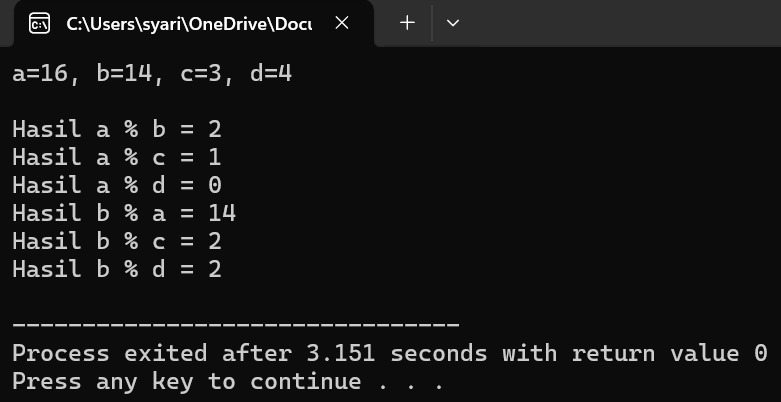 C:\Users\syari\OneDrive\Docu
a=16, b=14, c=3, d=4
Hasil a % b = 2
Hasil a % c = 1
Hasil a % d = 0
Hasil b % a = 14
Hasil b % c = 2
Hasil b % d = 2
--------------------------------
Process exited after 3.151 seconds with return value 0
Press any key to continue . . .